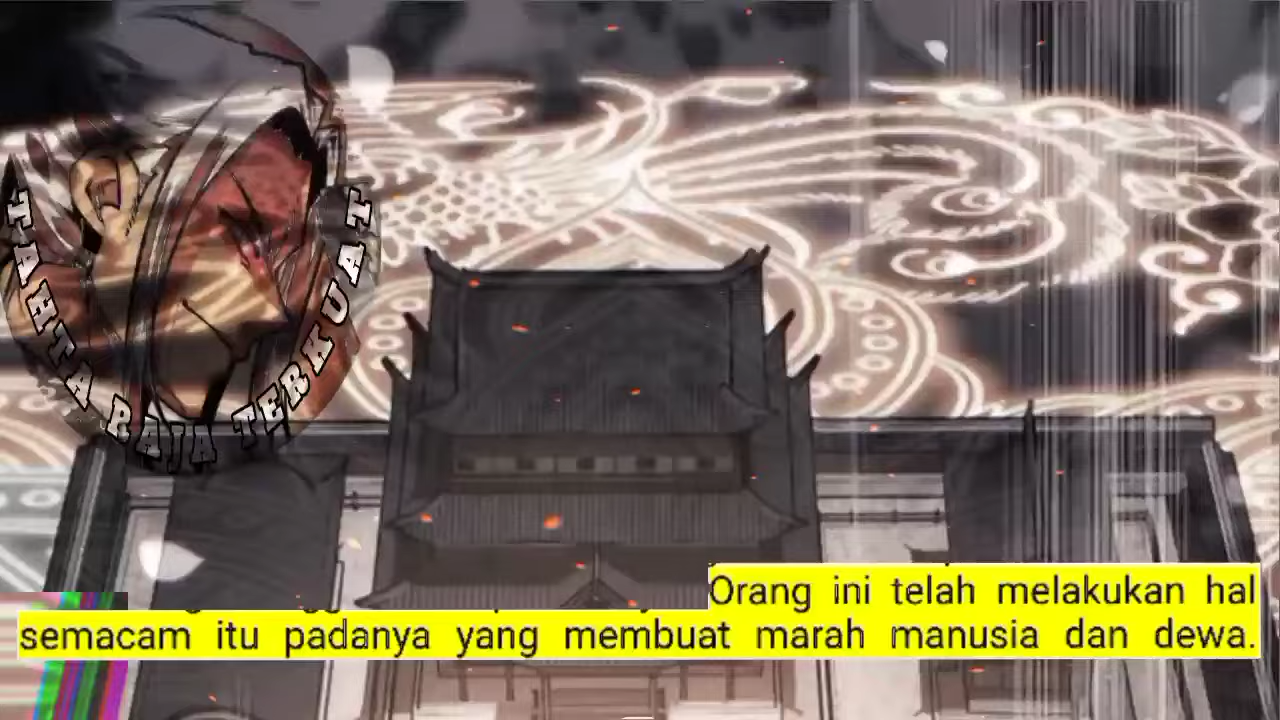 TAHTA RAJA TERKUAT
Orang ini telah melakukan hal
semacam itu padanya yang membuat marah manusia dan dewa.